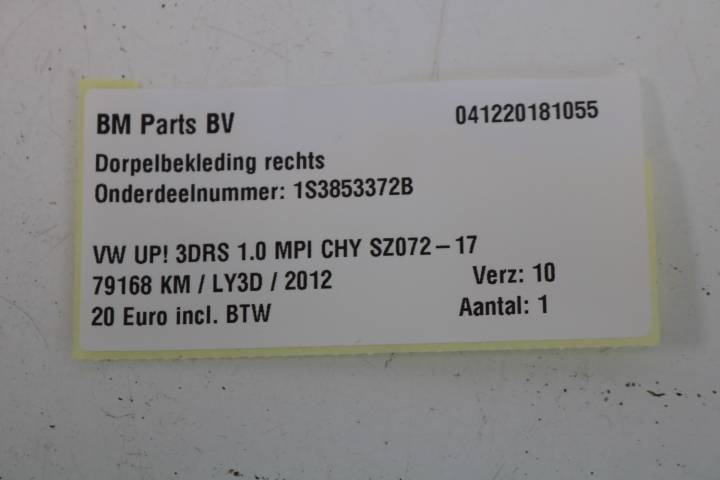 BM Parts BV 041220181055
Dorpelbekleding rechts
Onderdeelnummer: 1S3853372B
VW UP! 3DRS 1.0 MPI CHY SZ072-17
79168 KM / LY3D / 2012 Verz: 10
20 Euro incl. BTW Aantal: 1